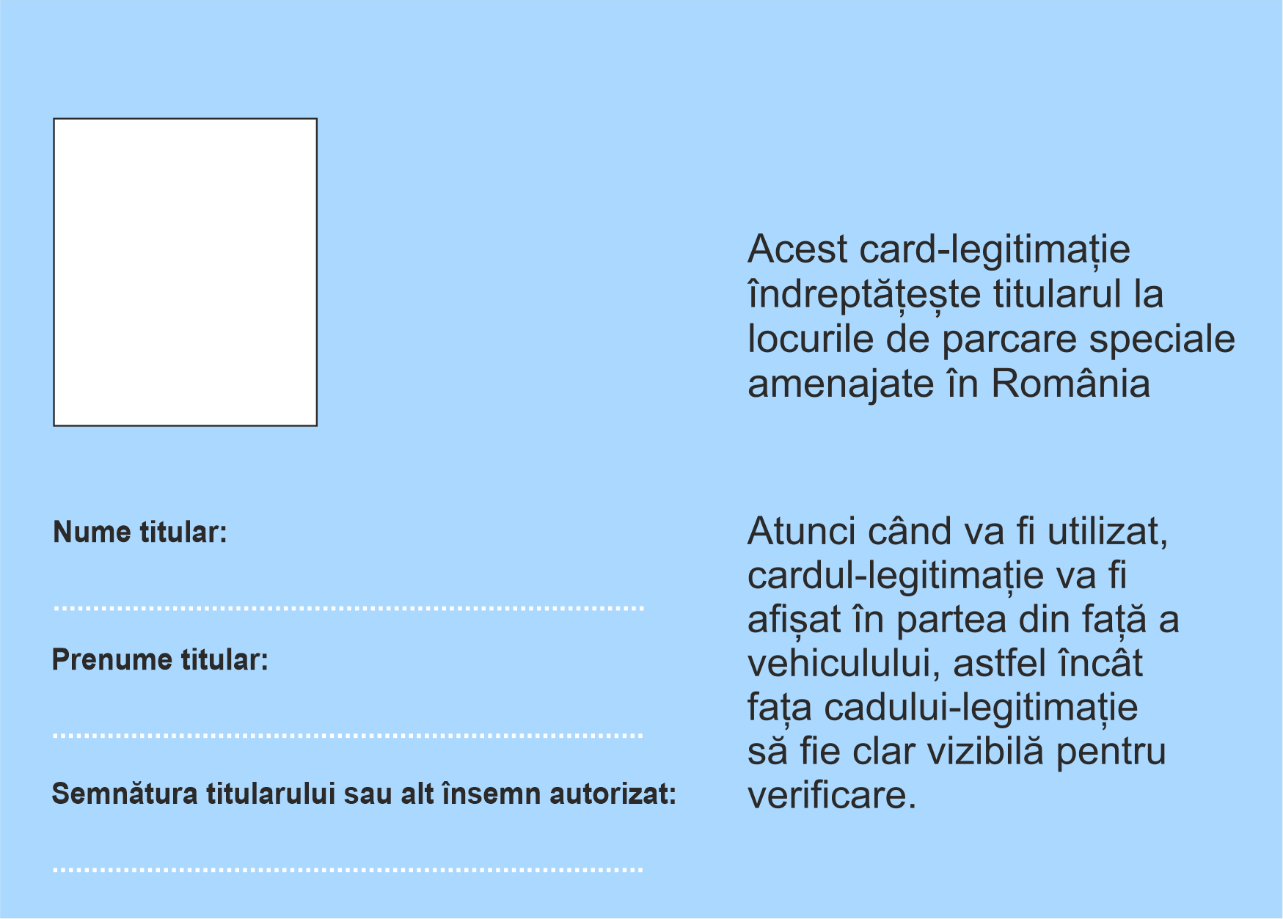 Acest card-legitimație
îndreptățește titularul la
locurile de parcare speciale
amenajate în România
Nume titular:
Prenume titular:
Semnătura titularului sau alt însemn autorizat:
Atunci când va fi utilizat,
cardul-legitimație va fi
afișat în partea din față a
vehiculului, astfel încât
fața cadului-legitimație
să fie clar vizibilă pentru
verificare.